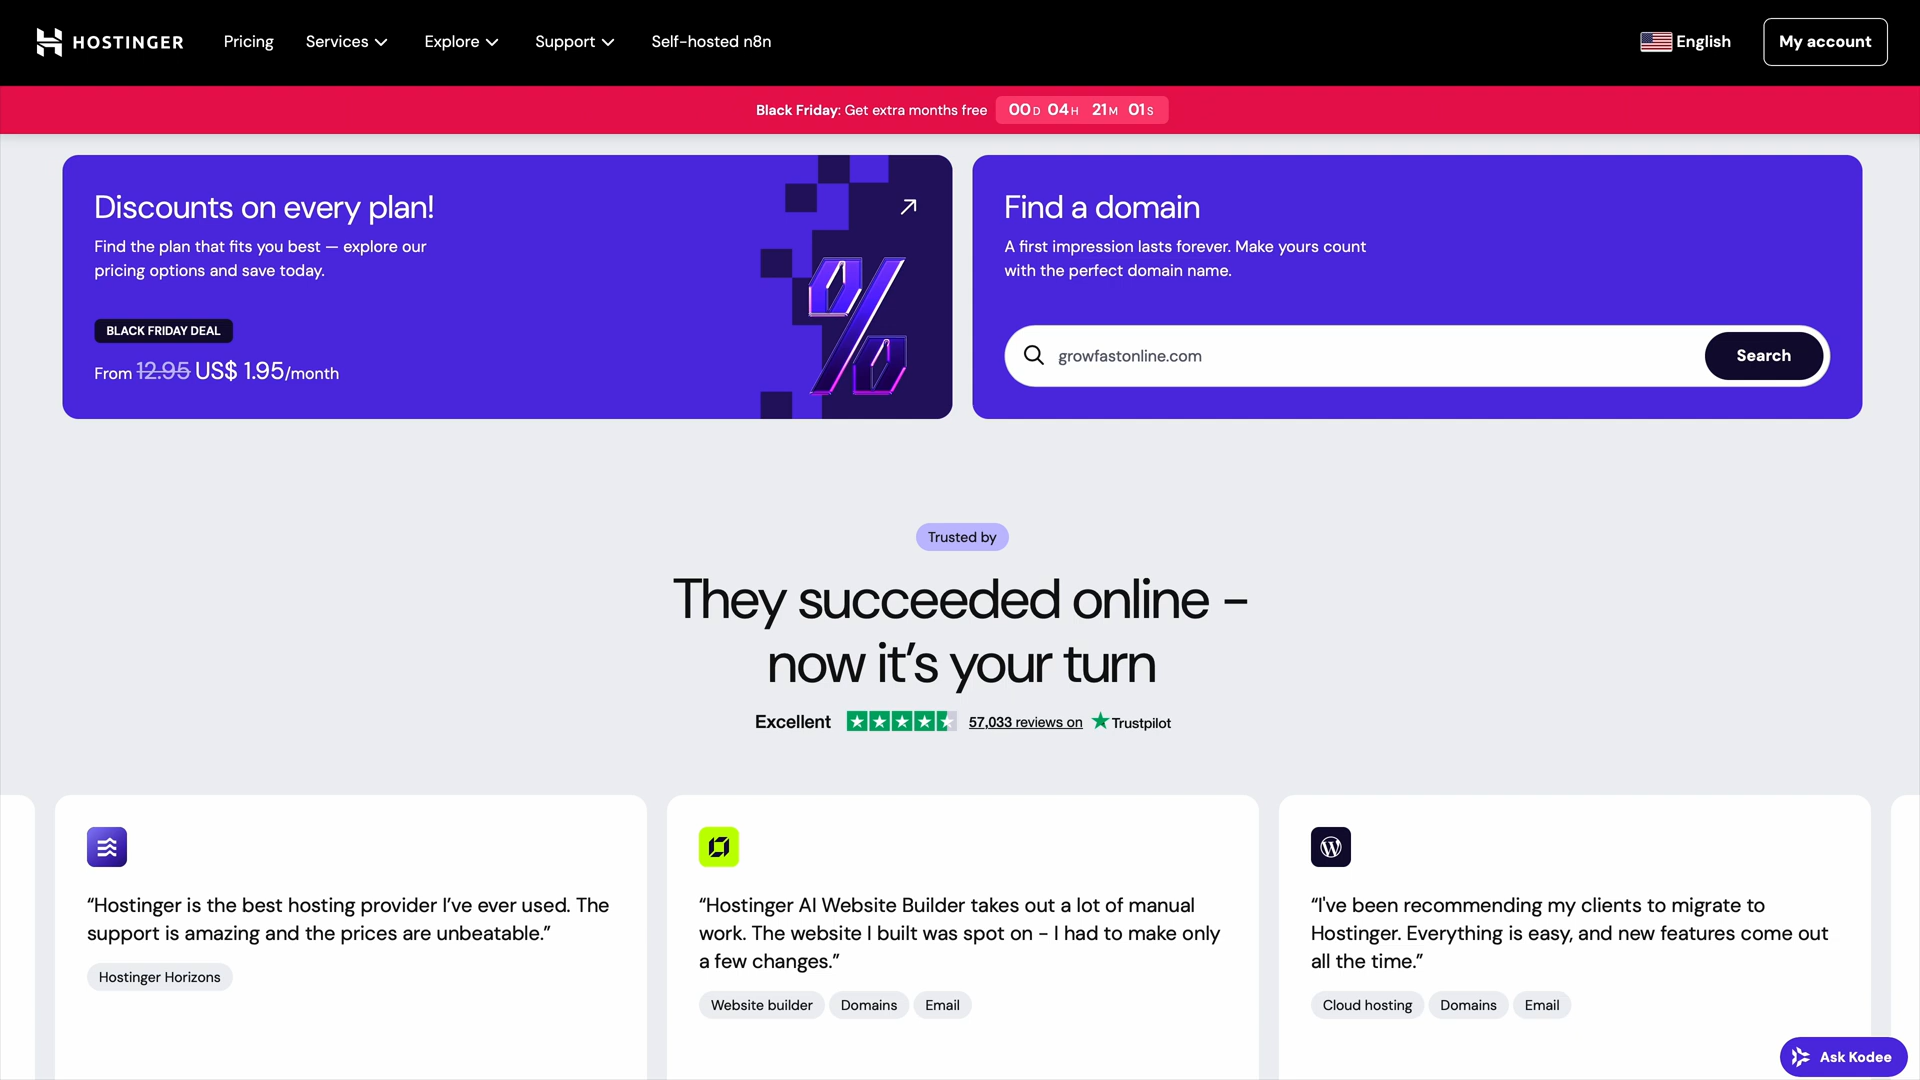 HOSTINGER
Pricing
Services
Explore
Support
Self-hosted n8n
English
My account
Black Friday: Get extra months free 00D 04H 21M 01S
Discounts on every plan!
Find the plan that fits you best — explore our
pricing options and save today.
BLACK FRIDAY DEAL
From 12.95 US$ 1.95/month
%
Find a domain
A first impression lasts forever. Make yours count
with the perfect domain name.
growfastonline.com
Search
Trusted by
They succeeded online –
now it’s your turn
Excellent 57,033 reviews on Trustpilot
“Hostinger is the best hosting provider I’ve ever used. The
support is amazing and the prices are unbeatable.”
Hostinger Horizons
“Hostinger AI Website Builder takes out a lot of manual
work. The website I built was spot on – I had to make only
a few changes.”
Website builder
Domains
Email
“I've been recommending my clients to migrate to
Hostinger. Everything is easy, and new features come out
all the time.”
Cloud hosting
Domains
Email
Ask Kodee